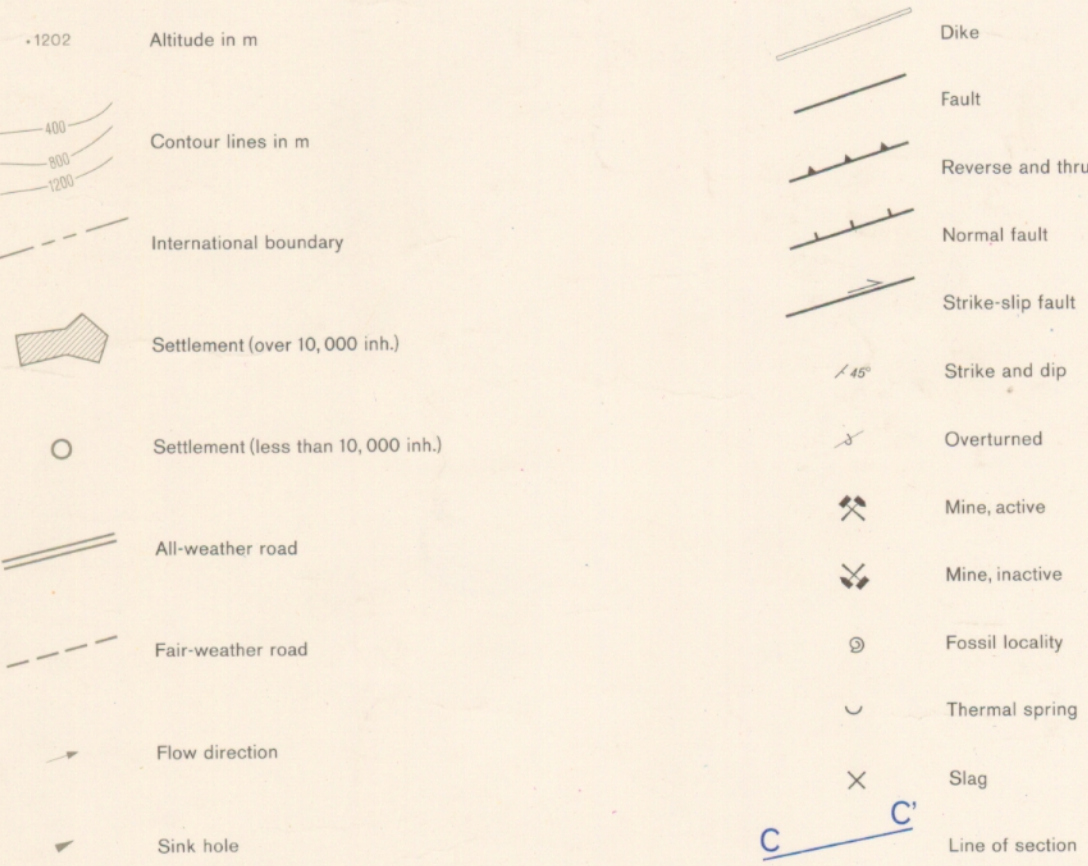 ·1202 Altitude in m
400
800
1200
Contour lines in m
International boundary
Settlement (over 10,000 inh.)
Settlement (less than 10,000 inh.)
All-weather road
Fair-weather road
Flow direction
Sink hole
Dike
Fault
Reverse and thru
Normal fault
Strike-slip fault
45° Strike and dip
Overturned
Mine, active
Mine, inactive
Fossil locality
Thermal spring
Slag
C C' Line of section